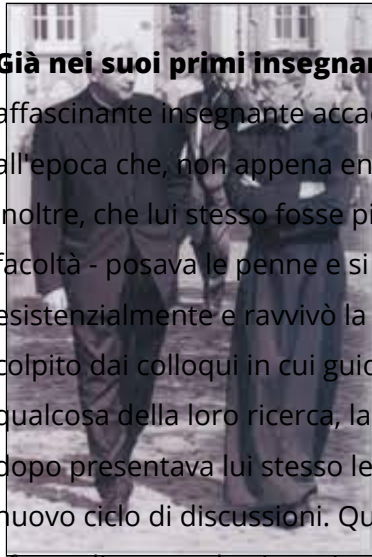 Già nei suoi primi insegnar
affascinante insegnante acca
all'epoca che, non appena en
noltre, che lui stesso fosse pi
facoltà - posava le penne e si
esistenzialmente e ravvivò la
colpito dai colloqui in cui guid
qualcosa della loro ricerca, la
dopo presentava lui stesso le
nuovo ciclo di discussioni. Qu